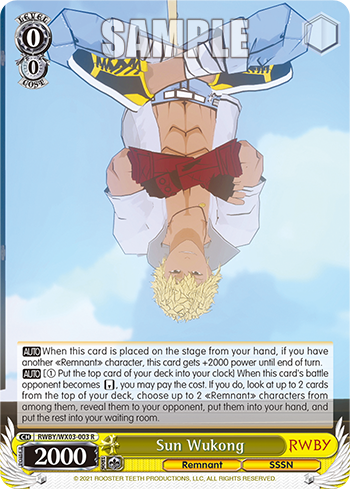 SAMPLE
LEVEL
0
0
COST
AUTO When this card is placed on the stage from your hand, if you have
another «Remnant» character, this card gets +2000 power until end of turn.
AUTO [① Put the top card of your deck into your clock] When this card's battle
opponent becomes [ ], you may pay the cost. If you do, look at up to 2 cards
from the top of your deck, choose up to 2 «Remnant» characters from
among them, reveal them to your opponent, put them into your hand, and
put the rest into your waiting room.
CH RWBY/WX03-003 R
Sun Wukong
RWBY
POWER
2000
Remnant
SSSN
©2021 ROOSTER TEETH PRODUCTIONS, LLC, ALL RIGHTS RESERVED.